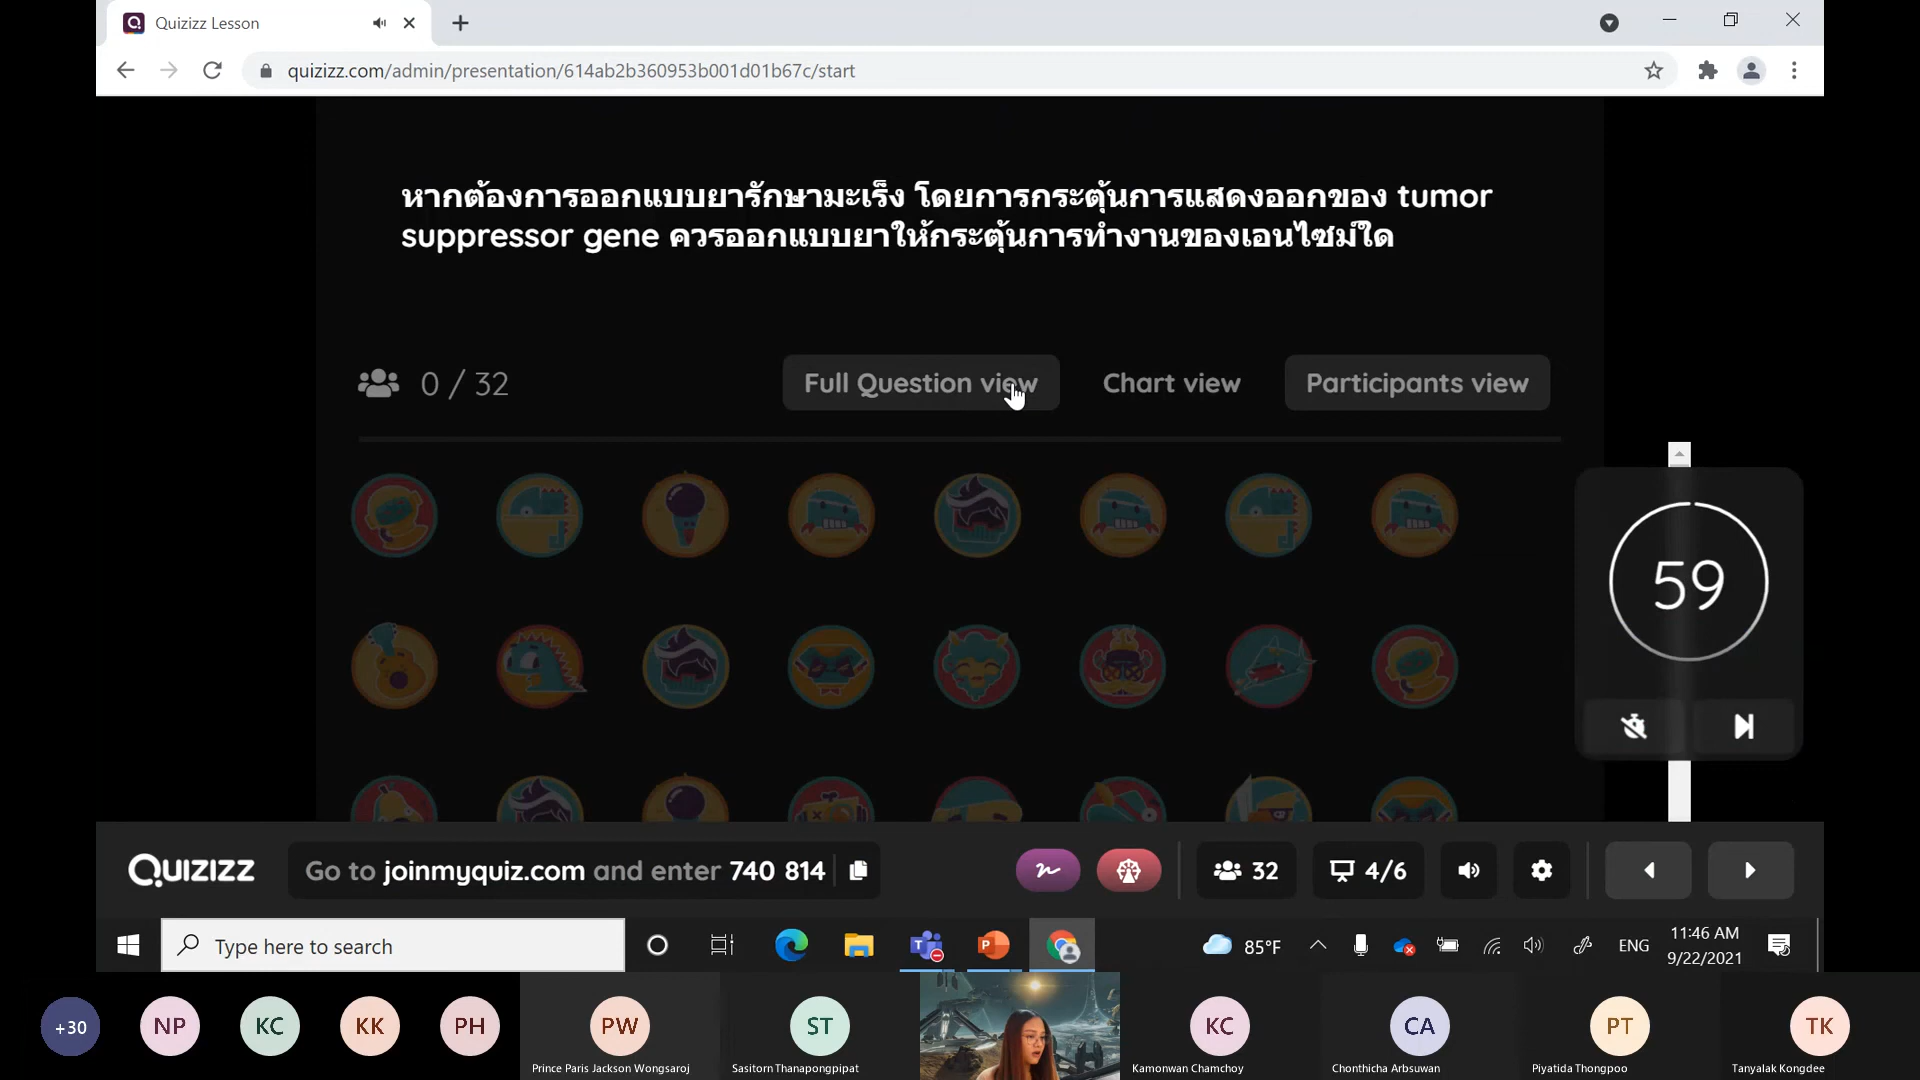 Quizizz Lesson
quizizz.com/admin/presentation/614ab2b360953b001d01b67c/start
หากต้องการออกแบบยารักษามะเร็ง โดยการกระตุ้นการแสดงออกของ tumor
suppressor gene ควรออกแบบยาให้กระตุ้นการทำงานของเอนไซม์ใด
0 / 32
Full Question view
Chart view
Participants view
59
Quizizz
Go to joinmyquiz.com and enter 740 814
32
4/6
Type here to search
85°F
ENG
11:46 AM
9/22/2021
+30
NP
KC
KK
PH
PW
Prince Paris Jackson Wongsaroj
ST
Sasitorn Thanapongpipat
KC
Kamonwan Chamchoy
CA
Chonthicha Arbsuwan
PT
Piyatida Thongpoo
TK
Tanyalak Kongdee